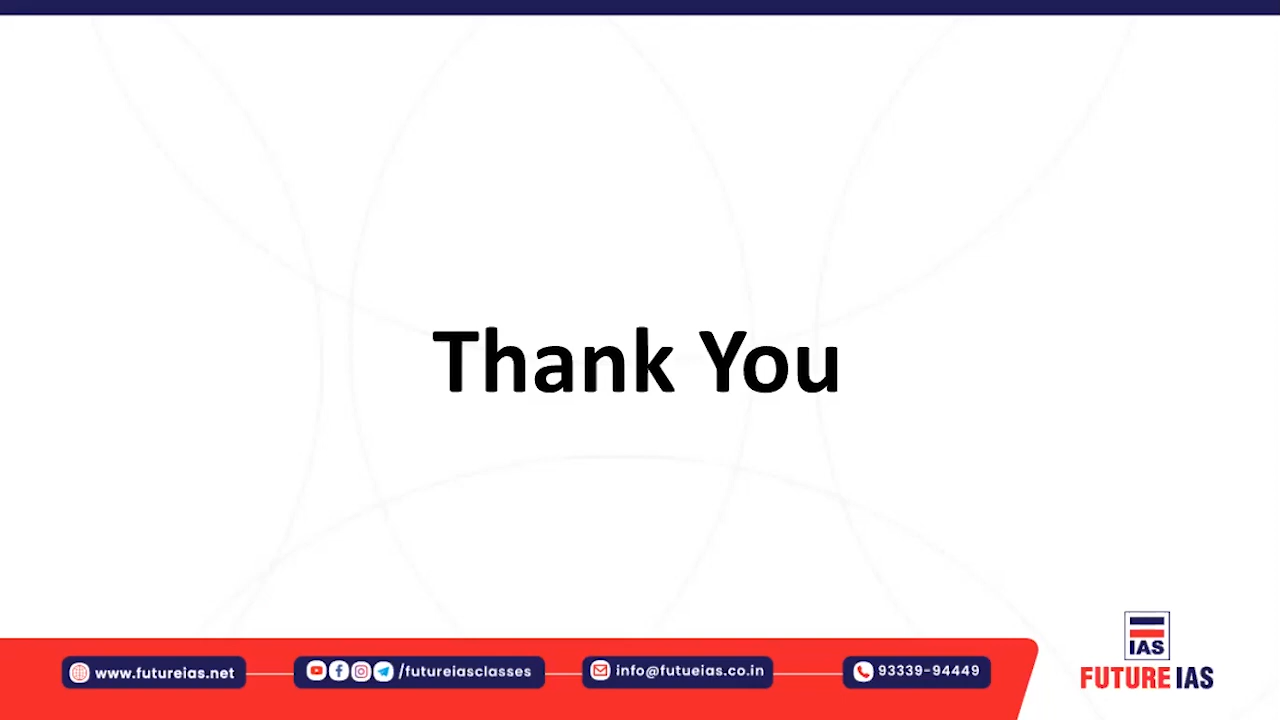 Thank You
www.futureias.net
/futureiasclasses
info@futueias.co.in
93339-94449
IAS
FUTURE IAS